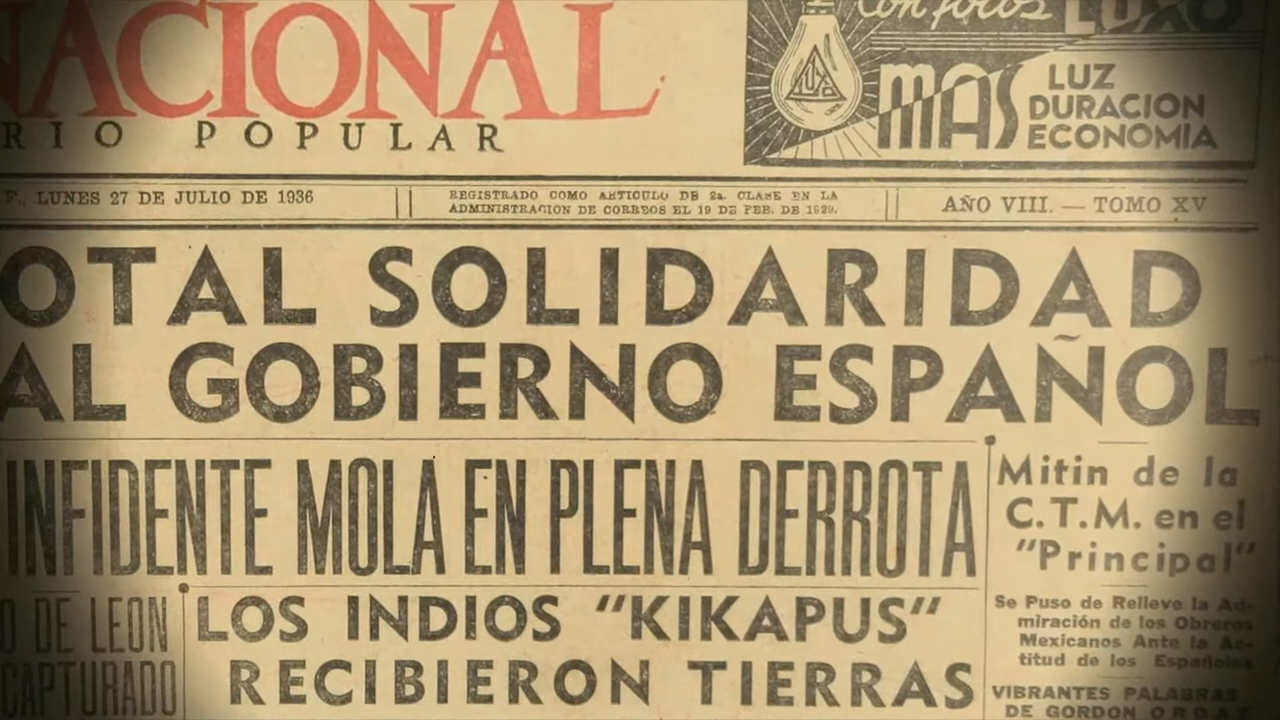 NACIONAL
RIO POPULAR
con focos LUXO
LUX
MAS LUZ
DURACION
ECONOMIA
F., LUNES 27 DE JULIO DE 1936
REGISTRADO COMO ARTICULO DE 2a. CLASE EN LA
ADMINISTRACION DE CORREOS EL 19 DE FEB. DE 1929.
AÑO VIII. — TOMO XV
OTAL SOLIDARIDAD
AL GOBIERNO ESPAÑOL
INFIDENTE MOLA EN PLENA DERROTA
Mitin de la
C.T.M. en el
"Principal"
O DE LEON
CAPTURADO
LOS INDIOS "KIKAPUS"
RECIBIERON TIERRAS
Se Puso de Relieve la Ad-
miración de los Obreros
Mexicanos Ante la Ac-
titud de los Españoles
VIBRANTES PALABRAS
DE GORDON ORDAZ